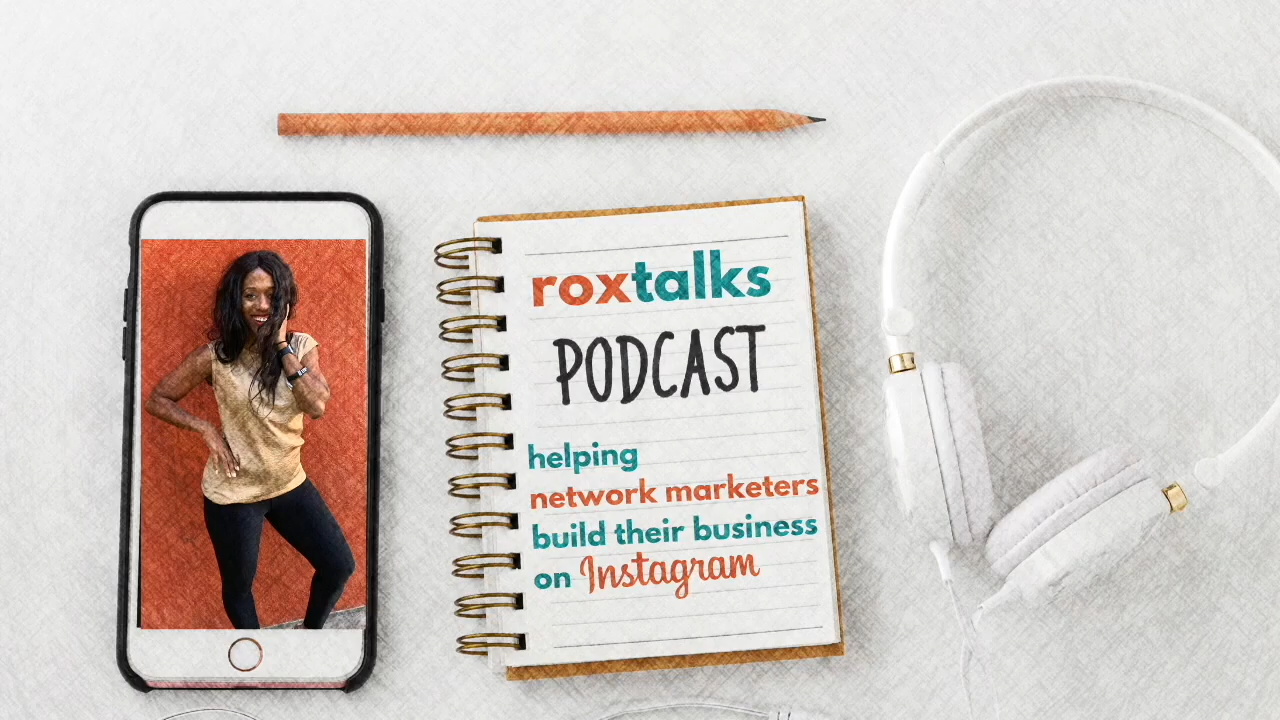 roxtalks
PODCAST
helping
network marketers
build their business
on Instagram